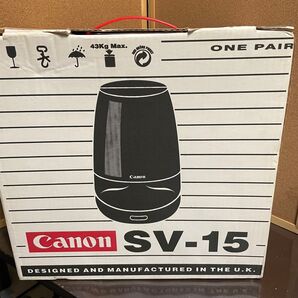 43Kg Max.
ONE PAIR
Canon
Canon SV-15
DESIGNED AND MANUFACTURED IN THE U.K.